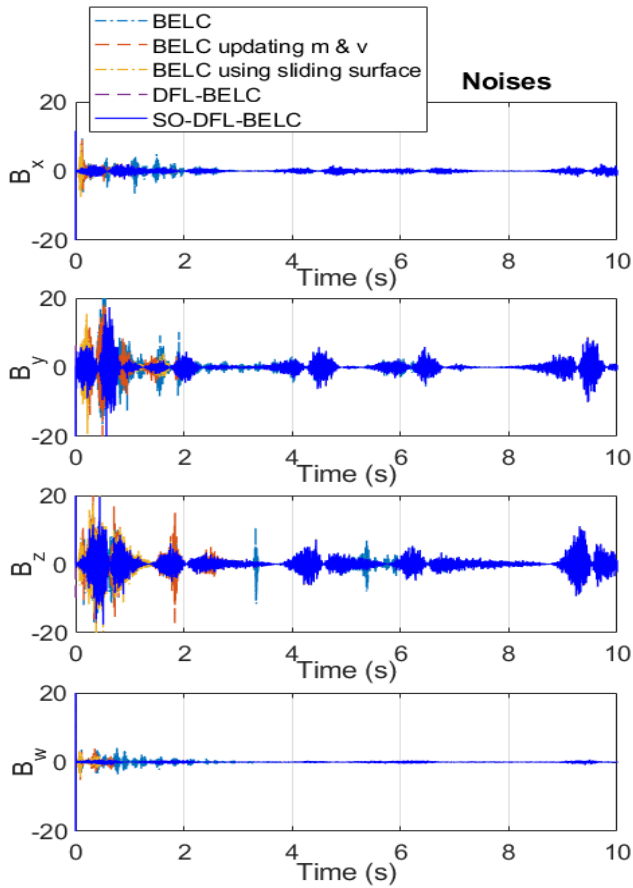 BELC
BELC updating m & v
BELC using sliding surface
DFL-BELC
SO-DFL-BELC
Noises
20
0
-20
B_x
0 2 4 6 8 10
Time (s)
20
0
-20
B_y
0 2 4 6 8 10
Time (s)
20
0
-20
B_z
0 2 4 6 8 10
Time (s)
20
0
-20
B_w
0 2 4 6 8 10
Time (s)